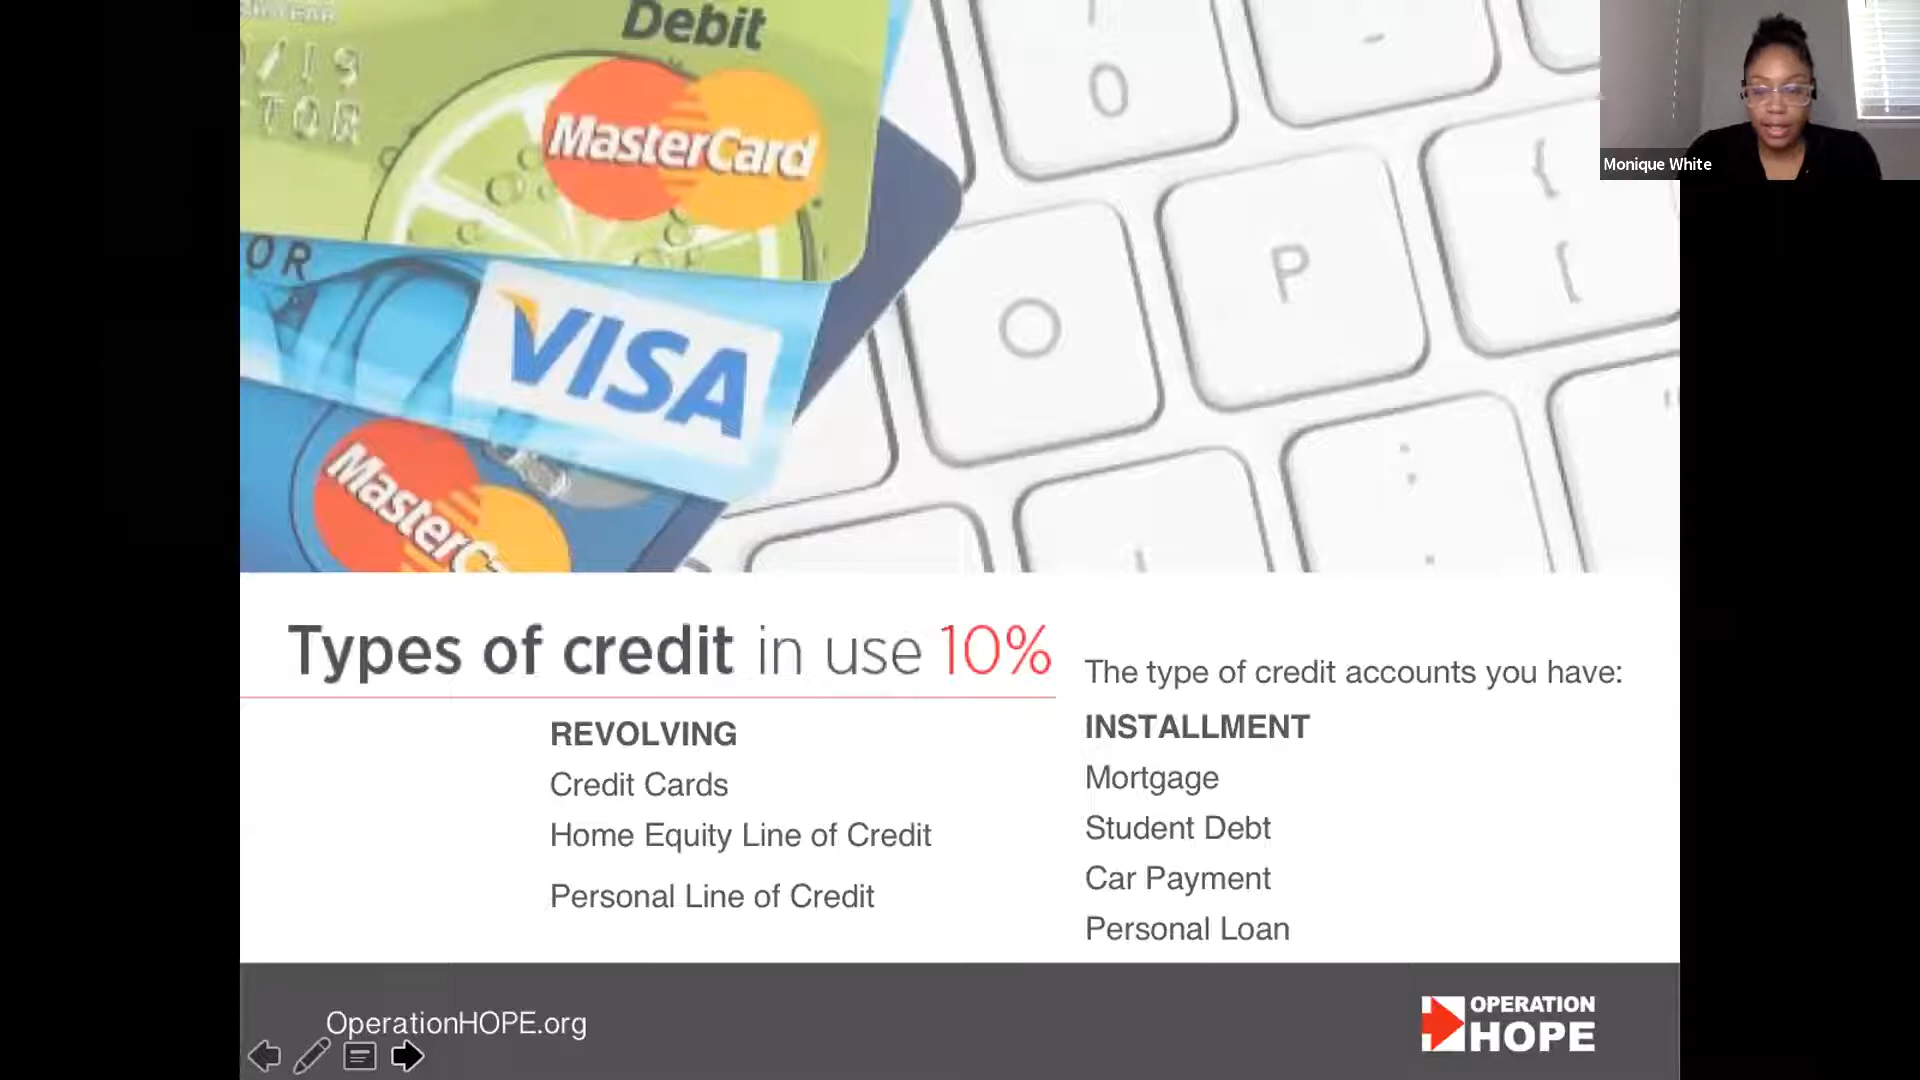 Debit
MasterCard
OR
VISA
MasterC
0
-
O
P
{
[
:
;
Monique White
Types of credit in use 10%
The type of credit accounts you have:
REVOLVING
Credit Cards
Home Equity Line of Credit
Personal Line of Credit
INSTALLMENT
Mortgage
Student Debt
Car Payment
Personal Loan
OperationHOPE.org
OPERATION
HOPE